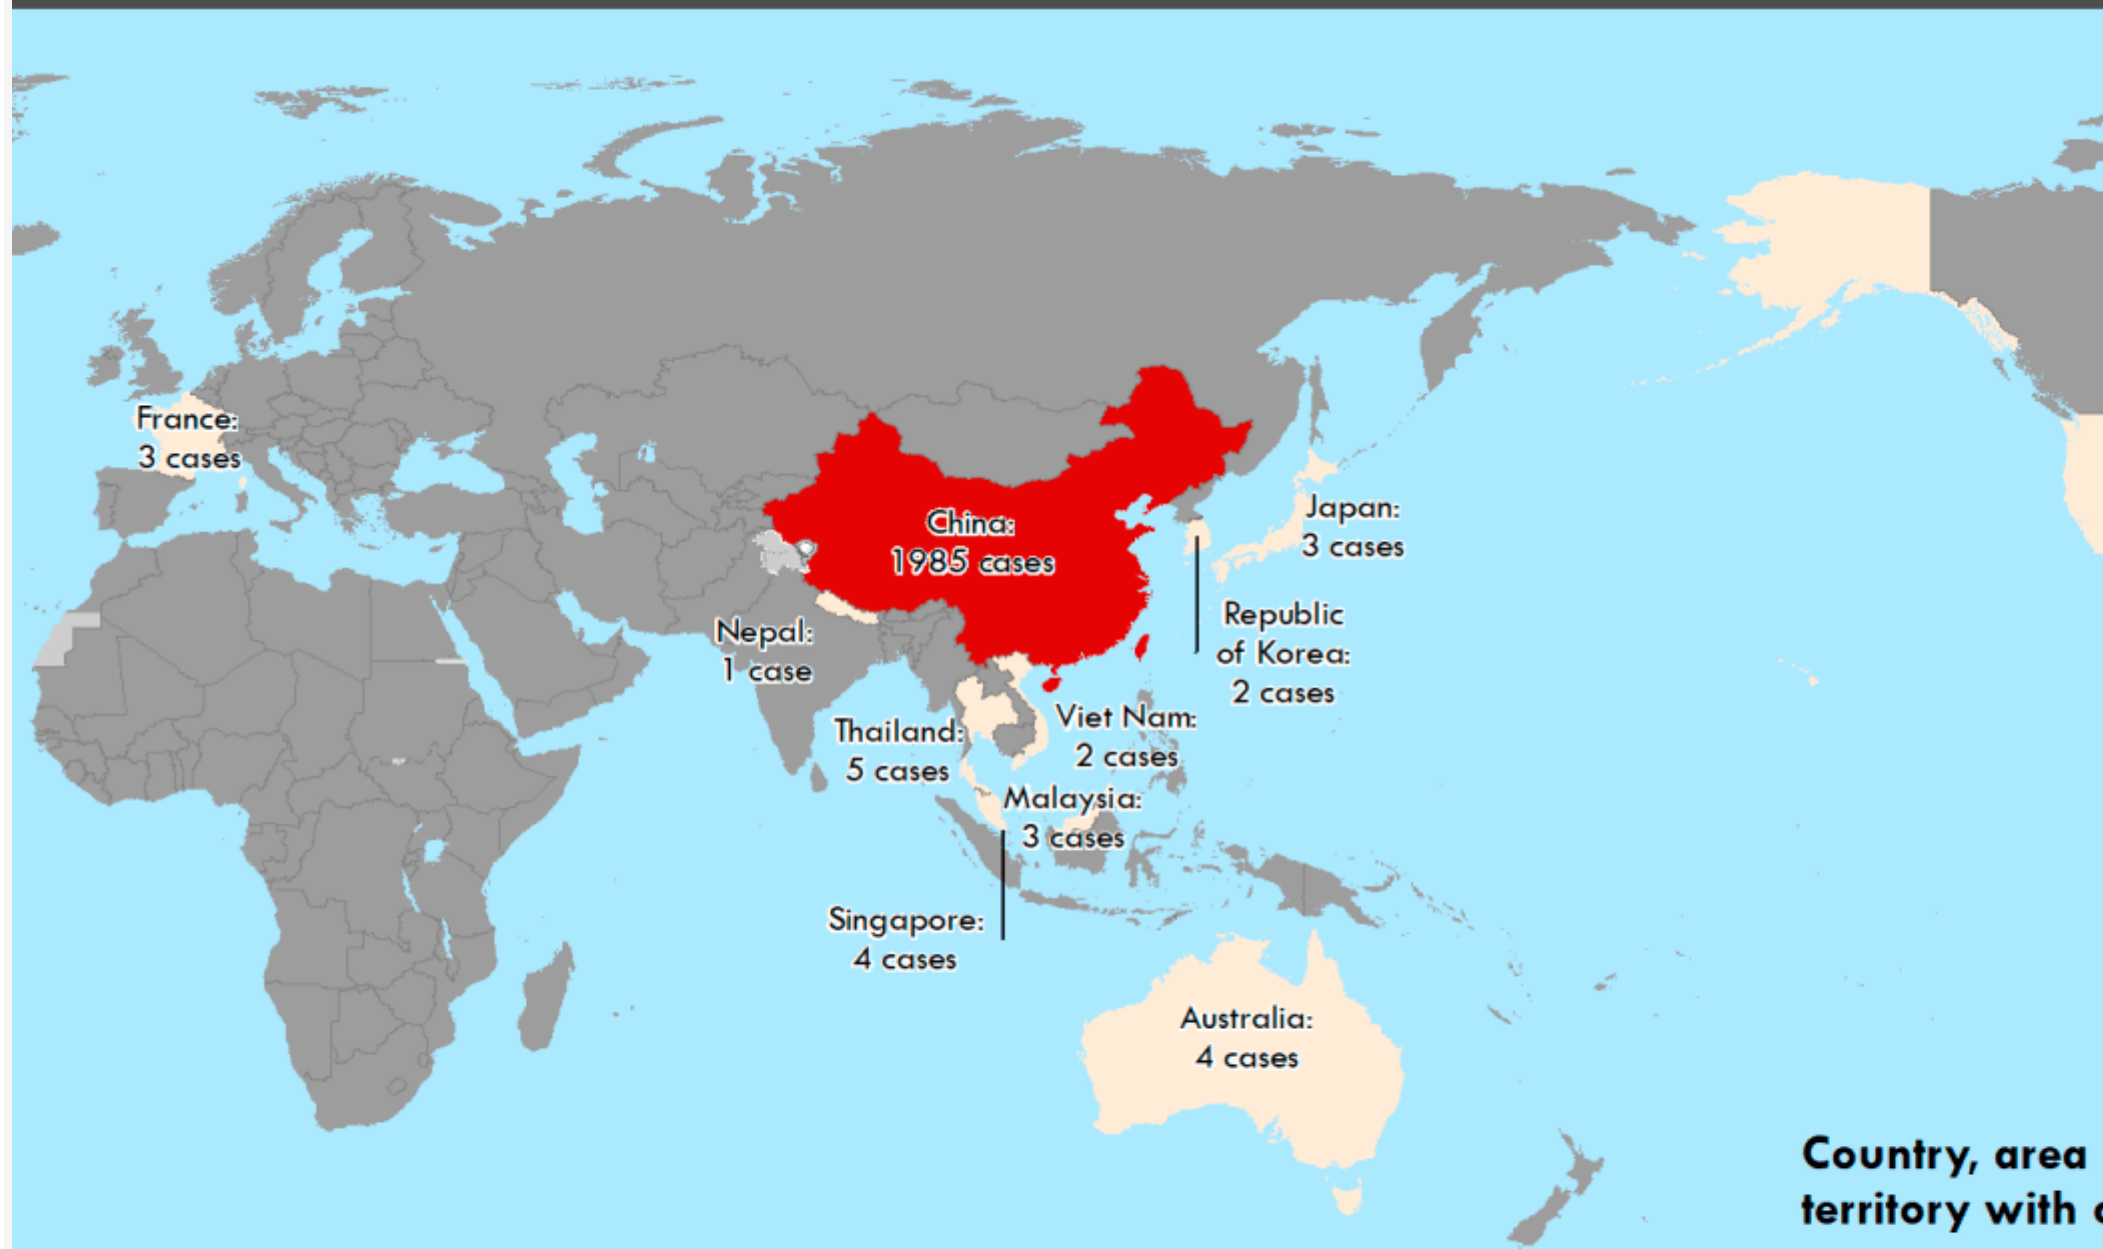 France:
3 cases
China:
1985 cases
Japan:
3 cases
Republic
of Korea:
2 cases
Nepal:
1 case
Thailand:
5 cases
Viet Nam:
2 cases
Malaysia:
3 cases
Singapore:
4 cases
Australia:
4 cases
Country, area
territory with